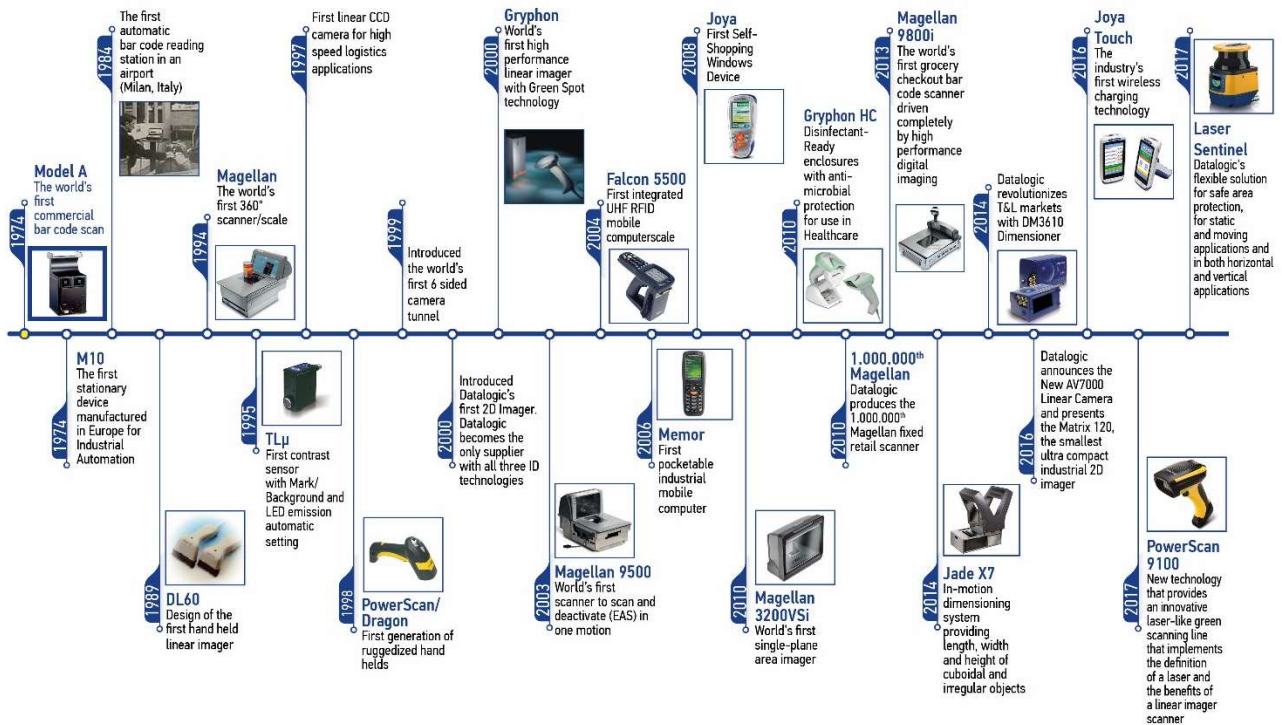 1974
Model A
The world's
first
commercial
bar code scan
1974
M10
The first
stationary
device
manufactured
in Europe for
Industrial
Automation
1984
The first
automatic
bar code reading
station in an
airport
(Milan, Italy)
1989
DL60
Design of the
first hand held
linear imager
1994
Magellan
The world's
first 360°
scanner/scale
1995
TLµ
First contrast
sensor
with Mark/
Background and
LED emission
automatic
setting
1997
First linear CCD
camera for high
speed logistics
applications
1998
PowerScan/
Dragon
First generation of
ruggedized hand
helds
1999
Introduced
the world's
first 6 sided
camera
tunnel
2000
Introduced
Datalogic's
first 2D Imager.
Datalogic
becomes the
only supplier
with all three ID
technologies
2000
Gryphon
World's
first high
performance
linear imager
with Green Spot
technology
2003
Magellan 9500
World's first
scanner to scan and
deactivate (EAS) in
one motion
2004
Falcon 5500
First integrated
UHF RFID
mobile
computerscale
2006
Memor
First
pocketable
industrial
mobile
computer
2008
Joya
First Self-
Shopping
Windows
Device
2010
Magellan
3200VSi
World's first
single-plane
area imager
2010
Gryphon HC
Disinfectant-
Ready
enclosures
with anti-
microbial
protection
for use in
Healthcare
2010
1.000.000th
Magellan
Datalogic
produces the
1.000.000th
Magellan fixed
retail scanner
2013
Magellan
9800i
The world's
first grocery
checkout bar
code scanner
driven
completely
by high
performance
digital
imaging
2014
Jade X7
In-motion
dimensioning
system
providing
length, width
and height of
cuboidal and
irregular objects
2014
Datalogic
revolutionizes
T&L markets
with DM3610
Dimensioner
2016
Datalogic
announces the
New AV7000
Linear Camera
and presents
the Matrix 120,
the smallest
ultra compact
industrial 2D
imager
2016
Joya
Touch
The
industry's
first wireless
charging
technology
2017
PowerScan
9100
New technology
that provides
an innovative
laser-like green
scanning line
that implements
the definition
of a laser and
the benefits of
a linear imager
scanner
2017
Laser
Sentinel
Datalogic's
flexible solution
for safe area
protection,
for static
and moving
applications and
in both horizontal
and vertical
applications